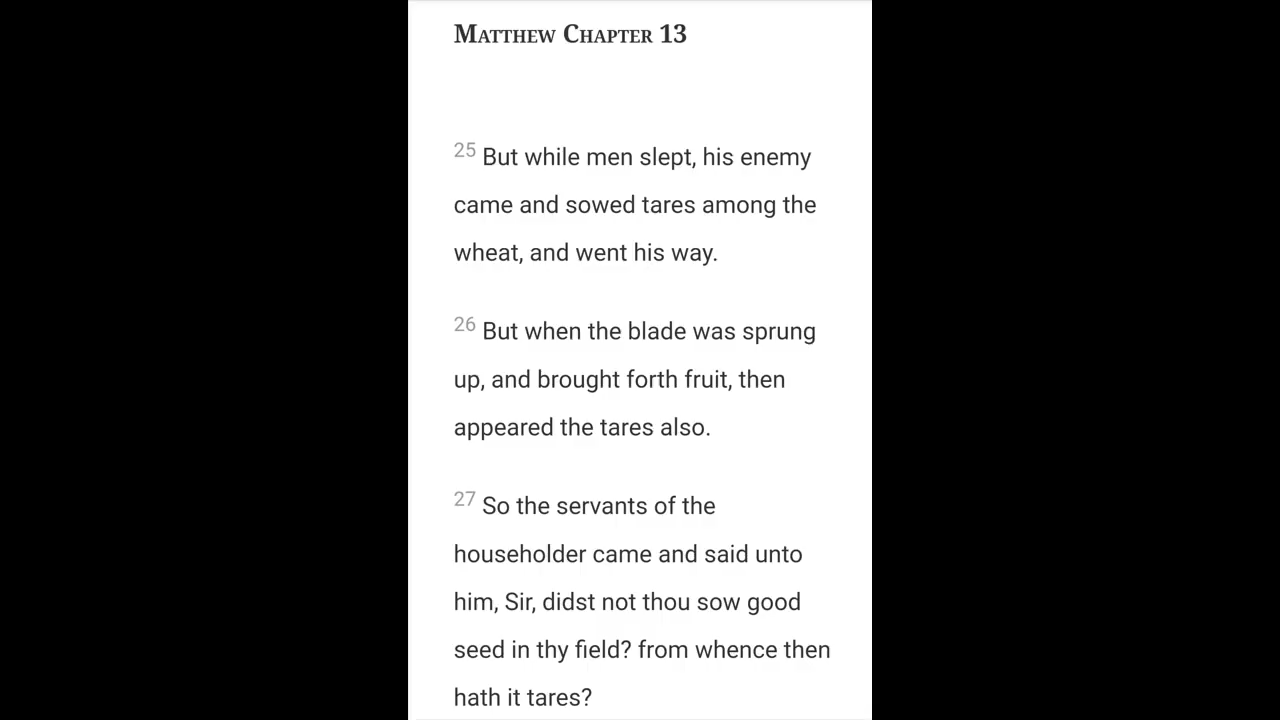 Matthew Chapter 13
25 But while men slept, his enemy
came and sowed tares among the
wheat, and went his way.
26 But when the blade was sprung
up, and brought forth fruit, then
appeared the tares also.
27 So the servants of the
householder came and said unto
him, Sir, didst not thou sow good
seed in thy field? from whence then
hath it tares?